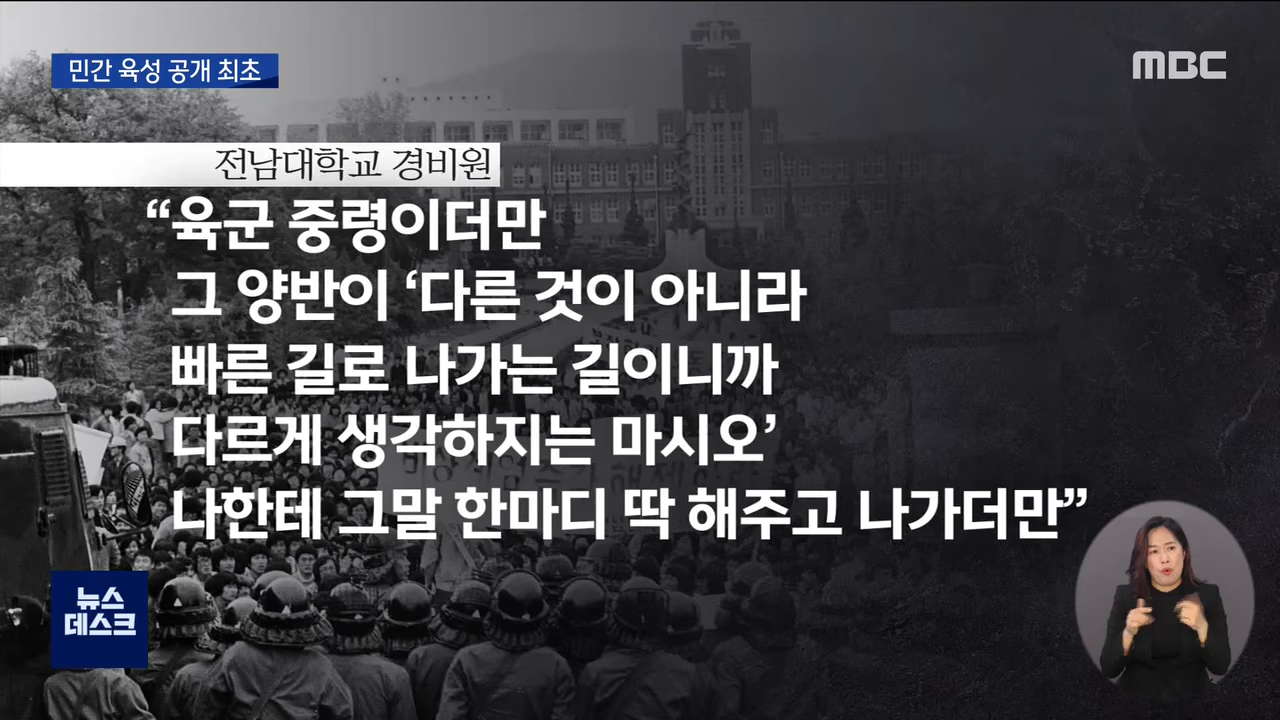 민간 육성 공개 최초
MBC
전남대학교 경비원
“육군 중령이더만
그 양반이 ‘다른 것이 아니라
빠른 길로 나가는 길이니까
다르게 생각하지는 마시오’
나한테 그말 한마디 딱 해주고 나가더만”
뉴스
데스크